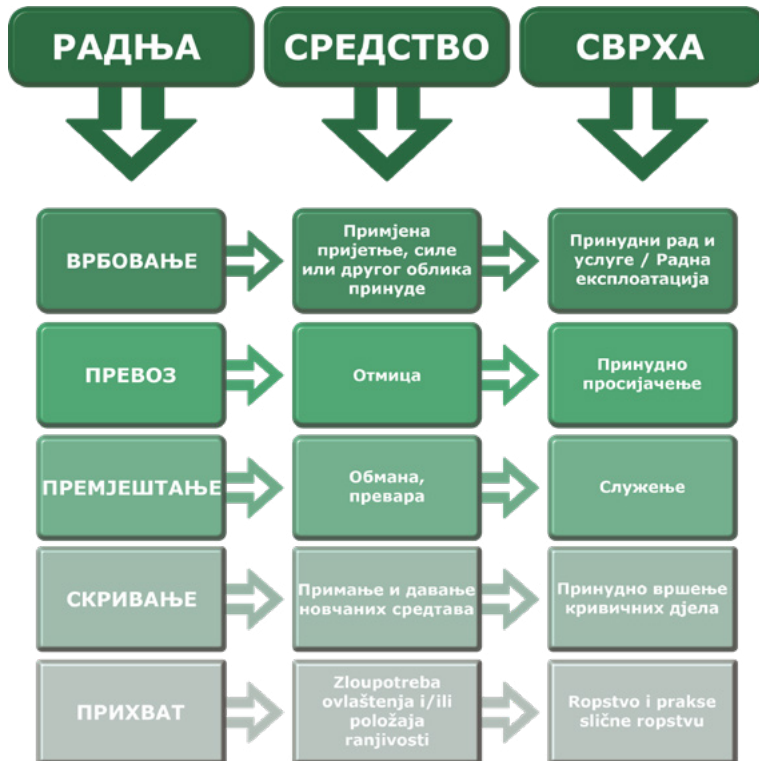 РАДЊА
СРЕДСТВО
СВРХА
ВРБОВАЊЕ
Примјена
пријетње, силе
или другог облика
принуде
Принудни рад и
услуге / Радна
експлоатација
ПРЕВОЗ
Отмица
Принудно
просијачење
ПРЕМЈЕШТАЊЕ
Обмана,
превара
Служење
СКРИВАЊЕ
Примање и давање
новчаних средтава
Принудно вршење
кривичних дјела
ПРИХВАТ
Zloupotreba
ovlaštenja i/ili
položaja
ranjivosti
Ropstvo i prakse
slične ropstvu